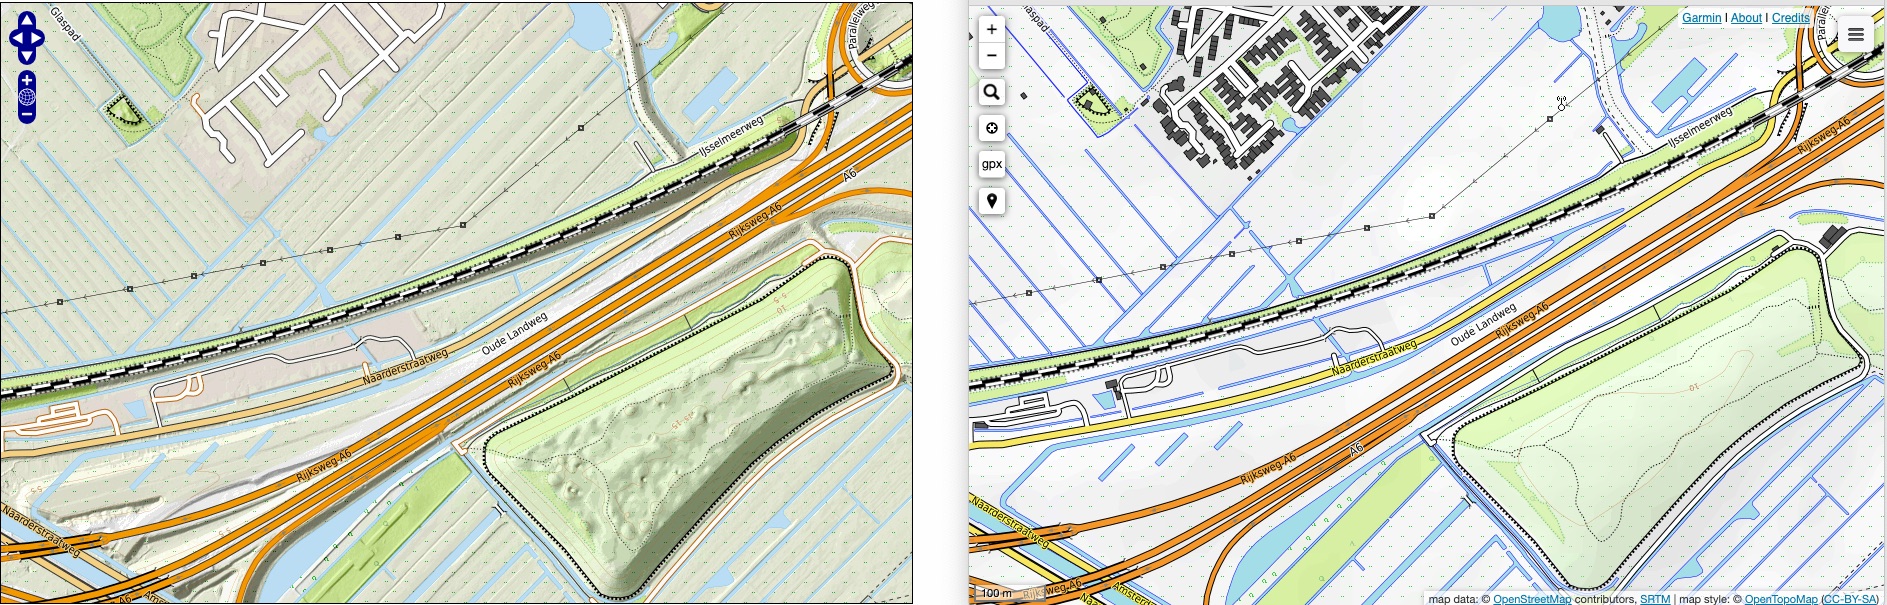 Glaspad
Parallelweg
IJsselmeerweg
A6
Rijksweg-A6
Oude Landweg
Rijksweg-A6
Naarderstraatweg
Rijksweg-A6
Naarderstraatweg
A6
Garmin | About | Credits
+
−
gpx
IJsselmeerweg
Rijksweg-A6
Oude Landweg
Rijksweg-A6
Naarderstraatweg
10
A6
Rijksweg-A6
Naarderstraatweg
100 m
map data: © OpenStreetMap contributors, SRTM | map style: © OpenTopoMap (CC-BY-SA)